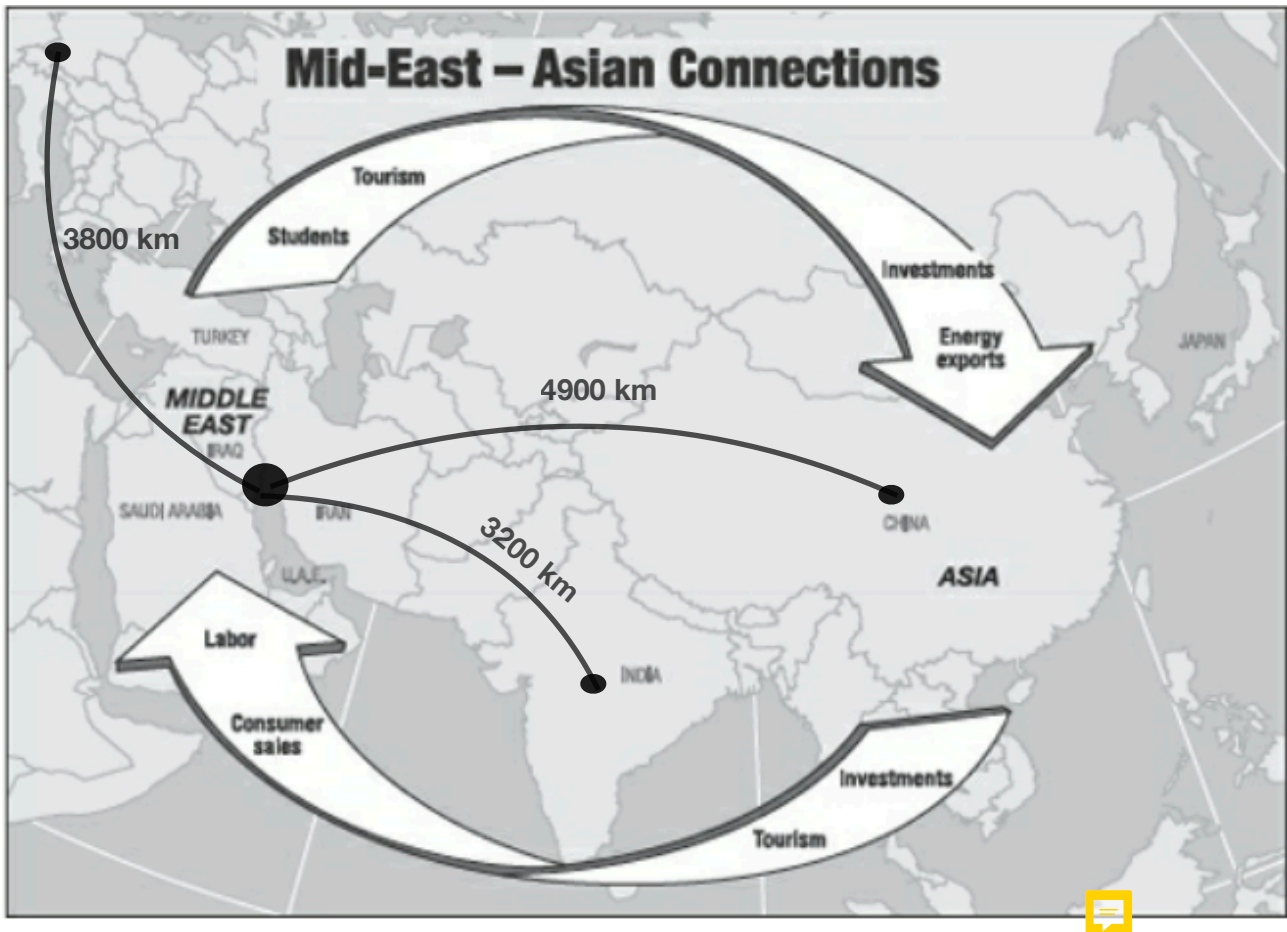 Mid-East – Asian Connections
Tourism
Students
3800 km
Investments
Energy
exports
TURKEY
JAPAN
MIDDLE
EAST
4900 km
IRAQ
SAUDI ARABIA
IRAN
CHINA
3200 km
U.A.E.
ASIA
Labor
INDIA
Consumer
sales
Investments
Tourism